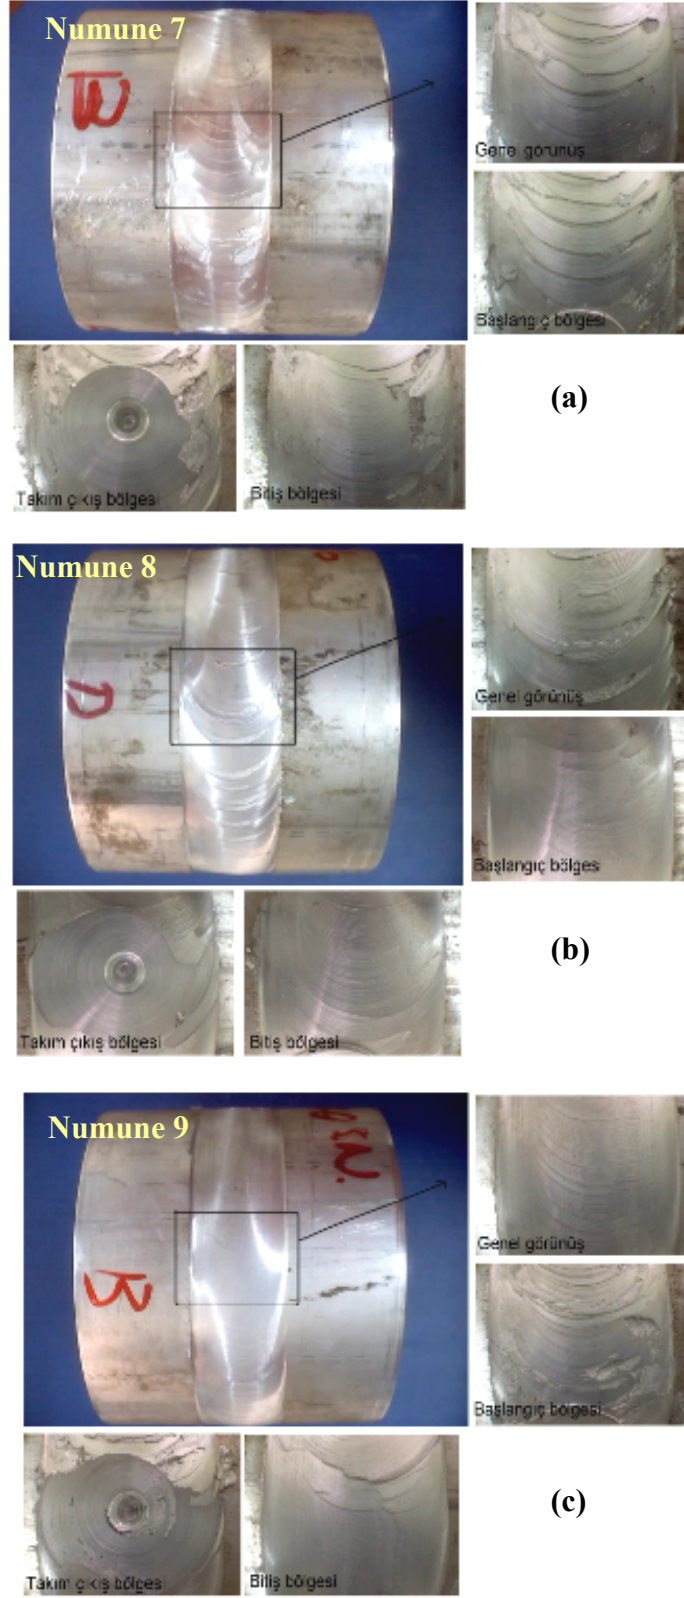 Numune 7
Genel görünüş
Başlangıç bölgesi
Takım çıkış bölgesi
Bitiş bölgesi
(a)
Numune 8
D
Genel görünüş
Başlangıç bölges
Takım çıkış bölgesi
Bitiş bölgesi
(b)
Numune 9
Genel görünüş
Başlangıç bölgesi
Takım çıkış bölgesi
Bitiş bölgesi
(c)